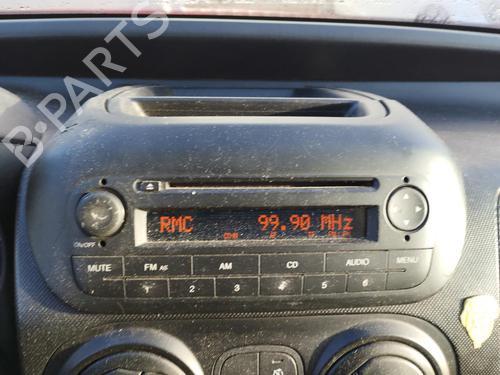 B-PARTS
RMC 99.90 MHz
ON/OFF
MUTE FM AS AM CD AUDIO MENU
1 2 3 4 5 6